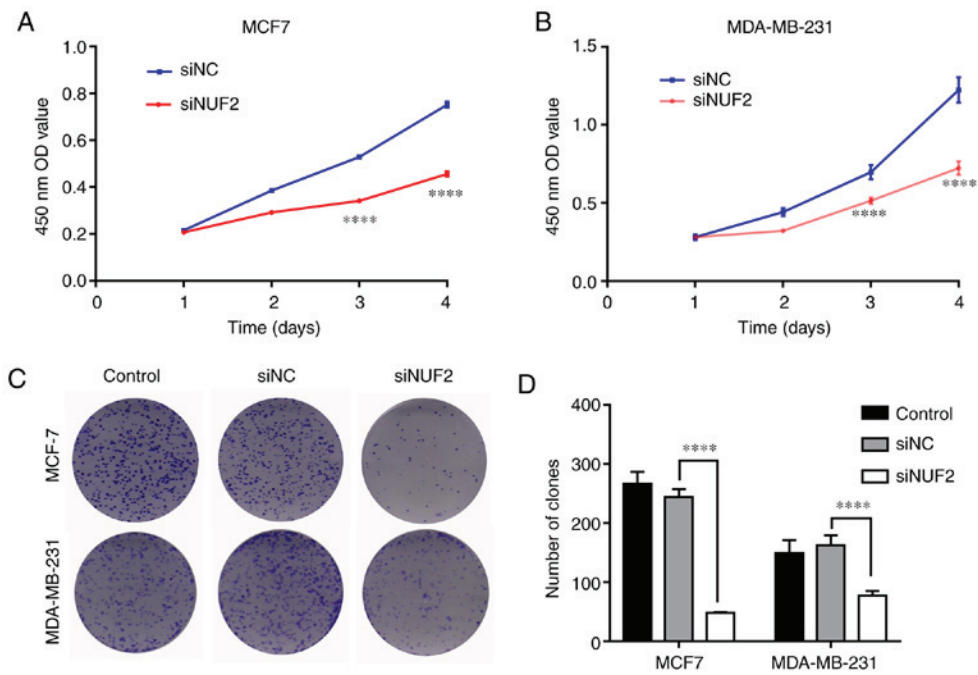 A
MCF7
450 nm OD value
1.0
0.8
0.6
0.4
0.2
0.0
siNC
siNUF2
****
****
0 1 2 3 4
Time (days)
B
MDA-MB-231
450 nm OD value
1.5
1.0
0.5
0.0
siNC
siNUF2
****
****
0 1 2 3 4
Time (days)
C
Control siNC siNUF2
MCF-7
MDA-MB-231
D
Number of clones
400
300
200
100
0
****
****
Control
siNC
siNUF2
MCF7 MDA-MB-231